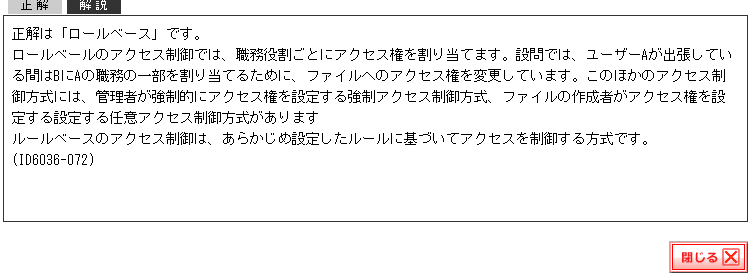 正解 解説
正解は「ロールベース」です。
ロールベールのアクセス制御では、職務役割ごとにアクセス権を割り当てます。設問では、ユーザーAが出張してい
る間はBにAの職務の一部を割り当てるために、ファイルへのアクセス権を変更しています。このほかのアクセス制
御方式には、管理者が強制的にアクセス権を設定する強制アクセス制御方式、ファイルの作成者がアクセス権を設
定する設定する任意アクセス制御方式があります
ルールベースのアクセス制御は、あらかじめ設定したルールに基づいてアクセスを制御する方式です。
(ID6036-072)
閉じる